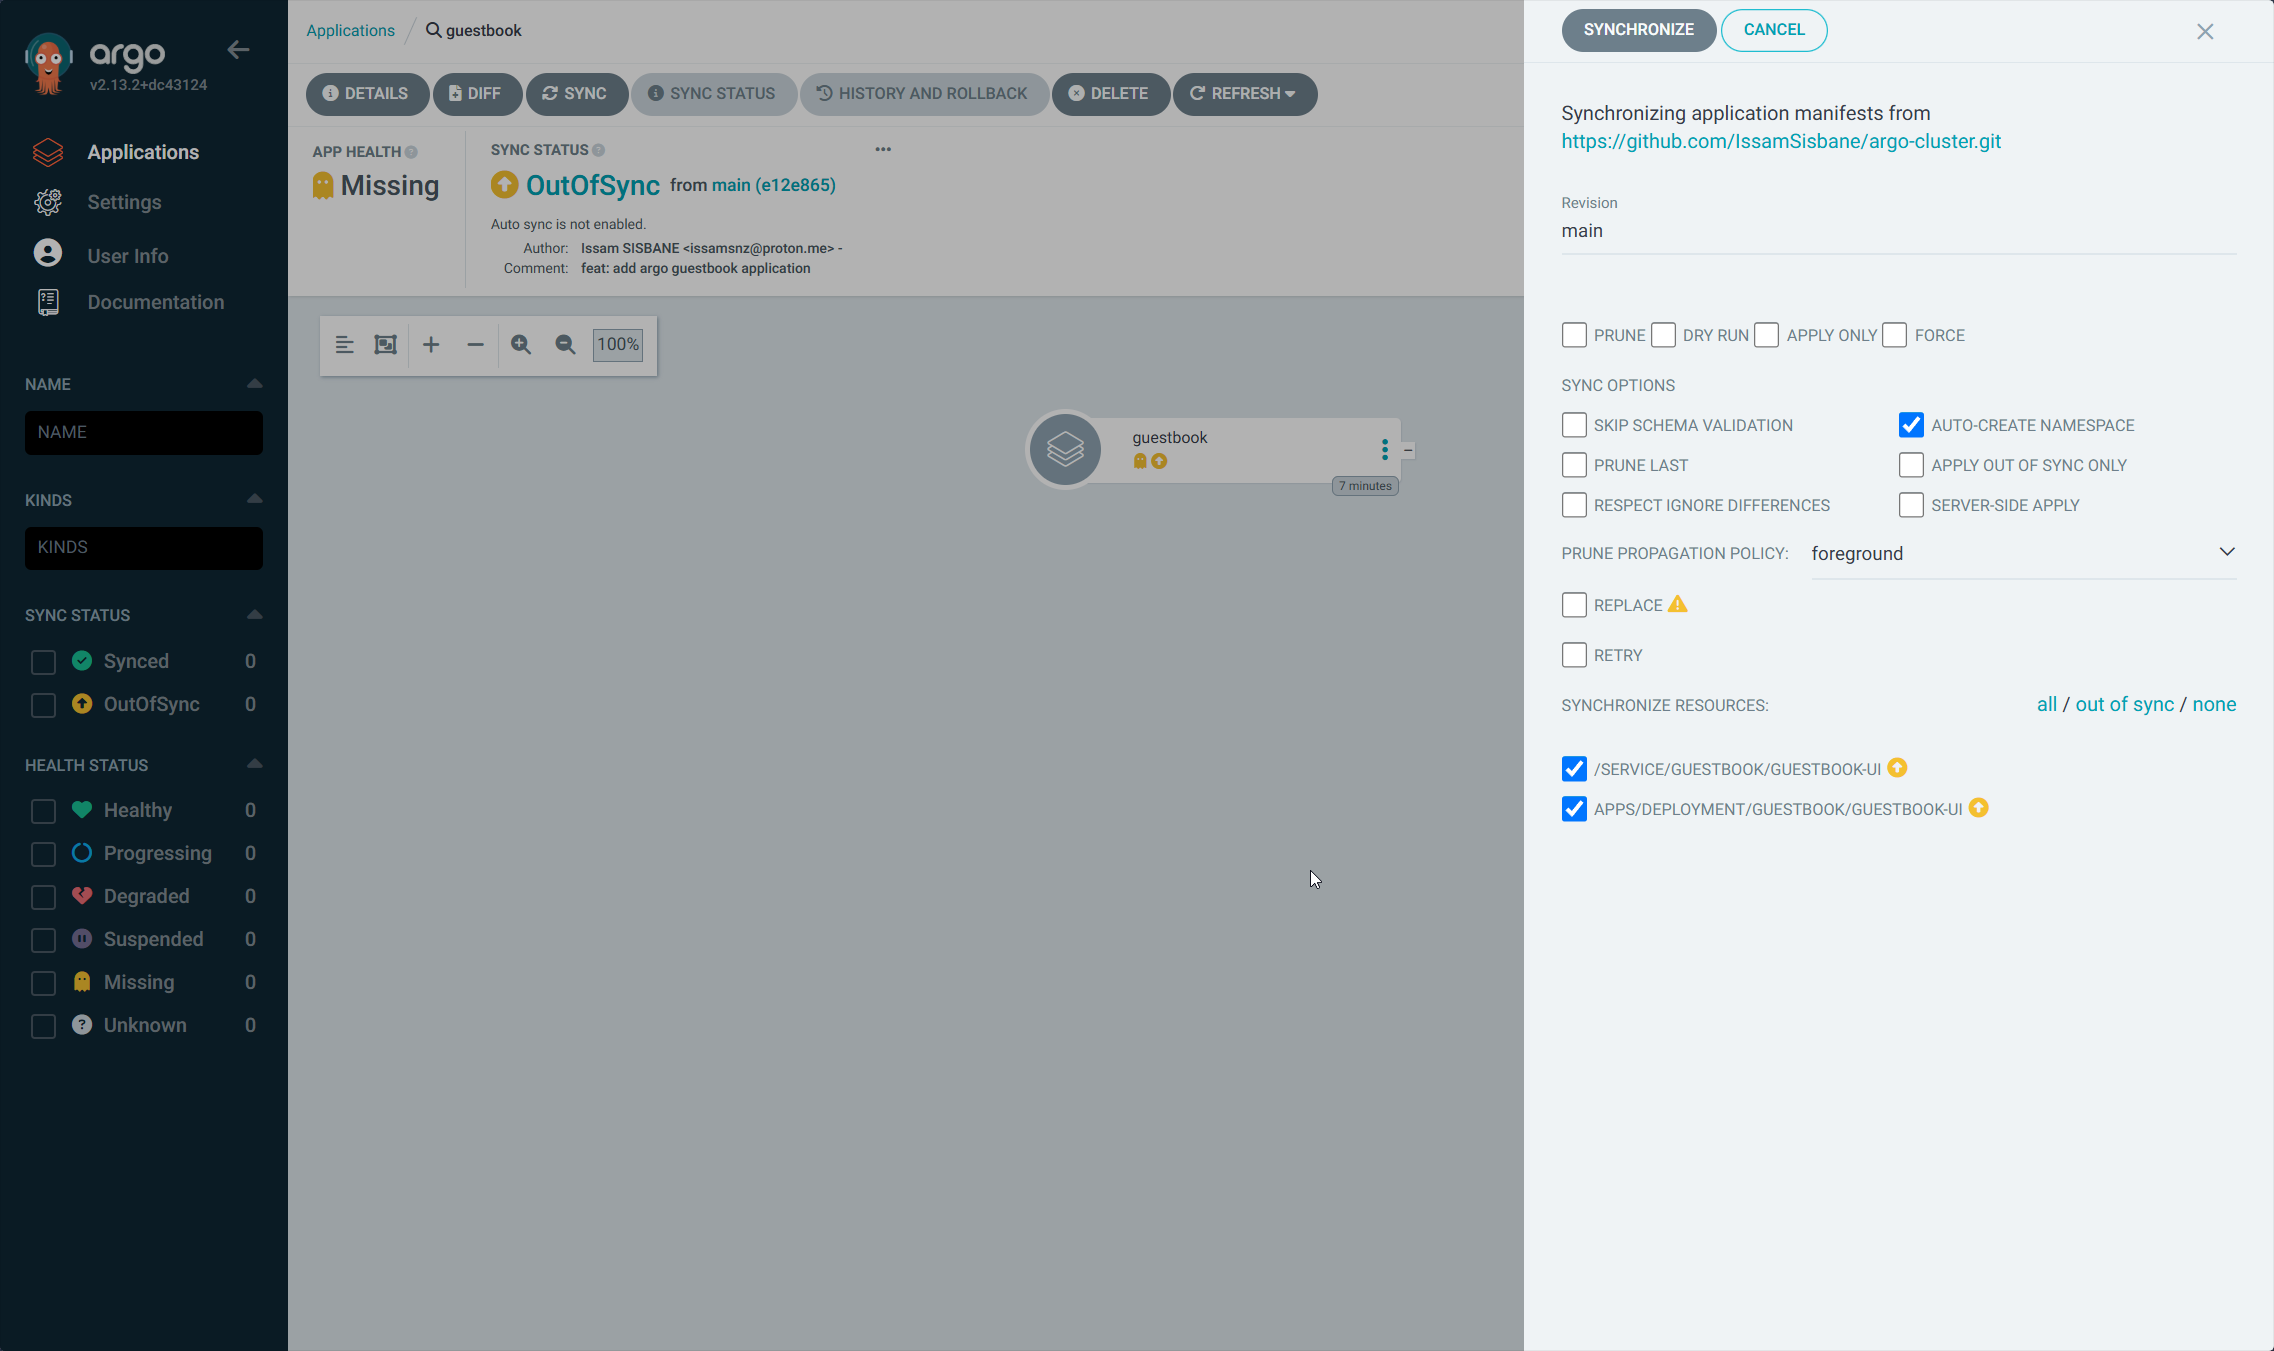 argo
v2.13.2+dc43124
Applications
Settings
User Info
Documentation
NAME
NAME
KINDS
KINDS
SYNC STATUS
Synced 0
OutOfSync 0
HEALTH STATUS
Healthy 0
Progressing 0
Degraded 0
Suspended 0
Missing 0
Unknown 0
Applications / guestbook
DETAILS DIFF SYNC SYNC STATUS HISTORY AND ROLLBACK DELETE REFRESH
APP HEALTH
Missing
SYNC STATUS
OutOfSync from main (e12e865)
Auto sync is not enabled.
Author: Issam SISBANE <issamsnz@proton.me> -
Comment: feat: add argo guestbook application
100%
guestbook
7 minutes
SYNCHRONIZE CANCEL
Synchronizing application manifests from
https://github.com/IssamSisbane/argo-cluster.git
Revision
main
PRUNE DRY RUN APPLY ONLY FORCE
SYNC OPTIONS
SKIP SCHEMA VALIDATION AUTO-CREATE NAMESPACE
PRUNE LAST APPLY OUT OF SYNC ONLY
RESPECT IGNORE DIFFERENCES SERVER-SIDE APPLY
PRUNE PROPAGATION POLICY: foreground
REPLACE
RETRY
SYNCHRONIZE RESOURCES: all / out of sync / none
/SERVICE/GUESTBOOK/GUESTBOOK-UI
APPS/DEPLOYMENT/GUESTBOOK/GUESTBOOK-UI